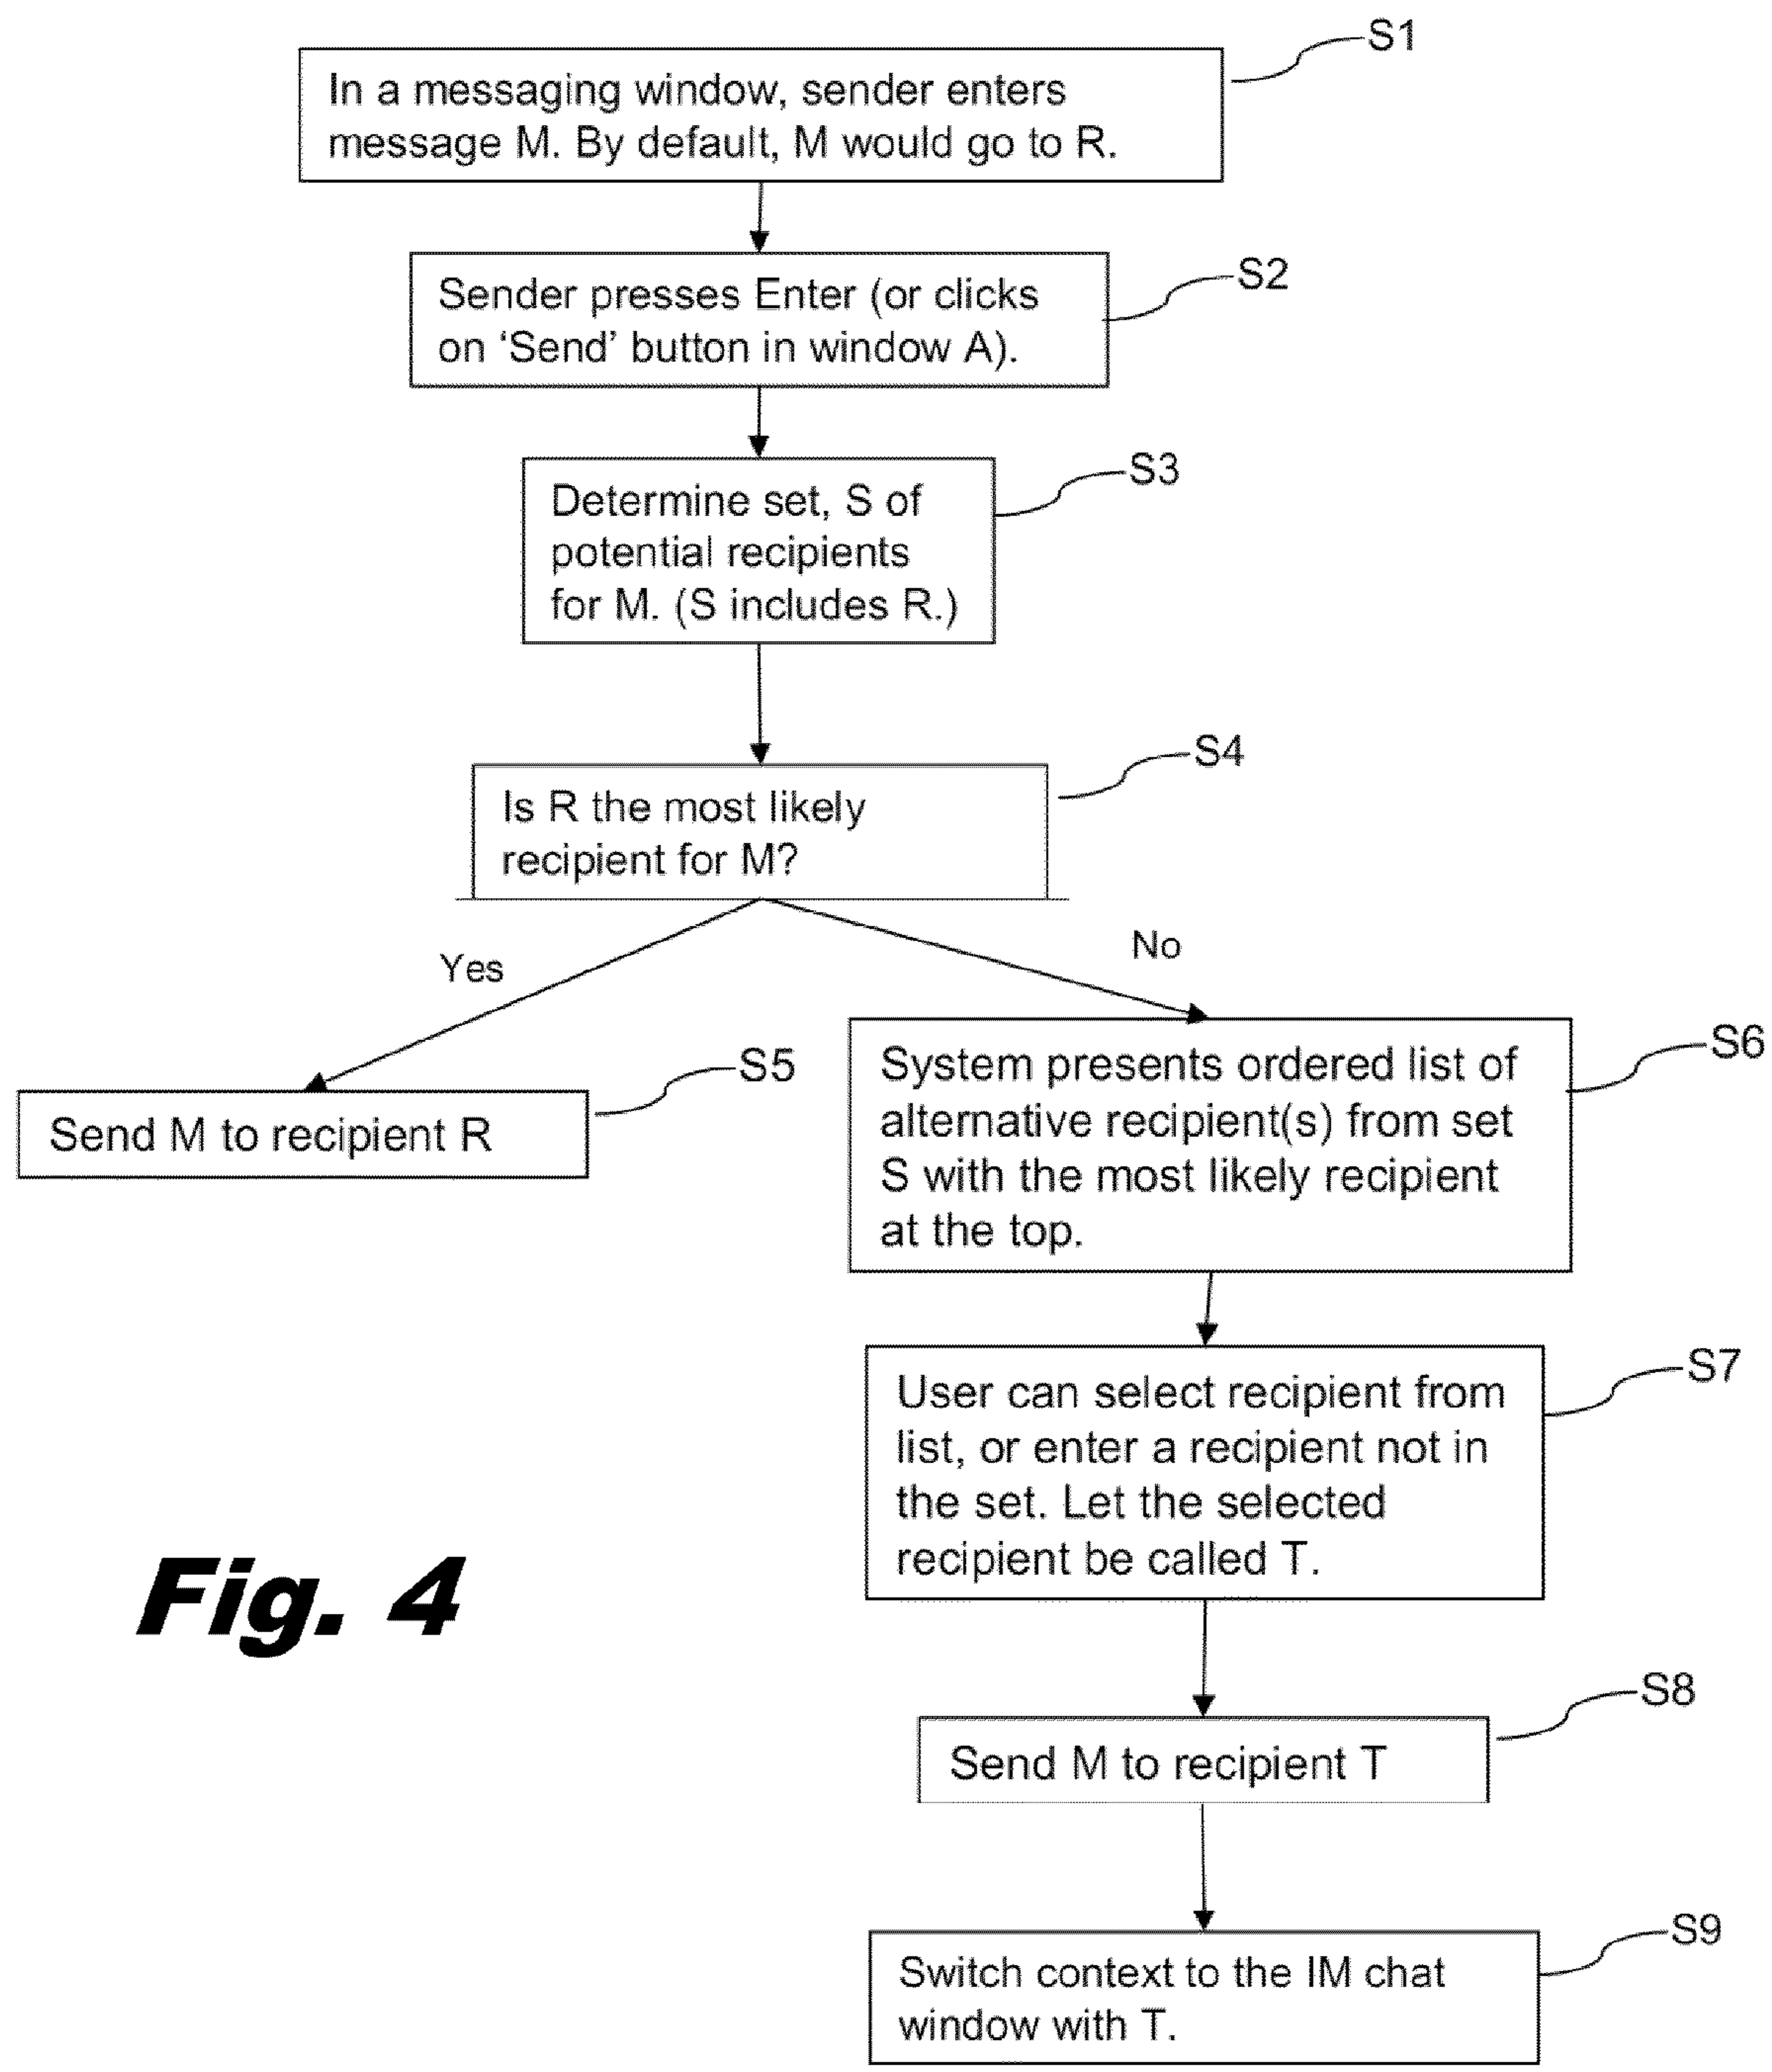 S1
In a messaging window, sender enters
message M. By default, M would go to R.
S2
Sender presses Enter (or clicks
on ‘Send’ button in window A).
S3
Determine set, S of
potential recipients
for M. (S includes R.)
S4
Is R the most likely
recipient for M?
Yes
No
S5
Send M to recipient R
S6
System presents ordered list of
alternative recipient(s) from set
S with the most likely recipient
at the top.
S7
User can select recipient from
list, or enter a recipient not in
the set. Let the selected
recipient be called T.
Fig. 4
S8
Send M to recipient T
S9
Switch context to the IM chat
window with T.